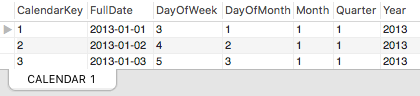 CalendarKey FullDate DayOfWeek DayOfMonth Month Quarter Year
1 2013-01-01 3 1 1 1 2013
2 2013-01-02 4 2 1 1 2013
3 2013-01-03 5 3 1 1 2013
CALENDAR 1